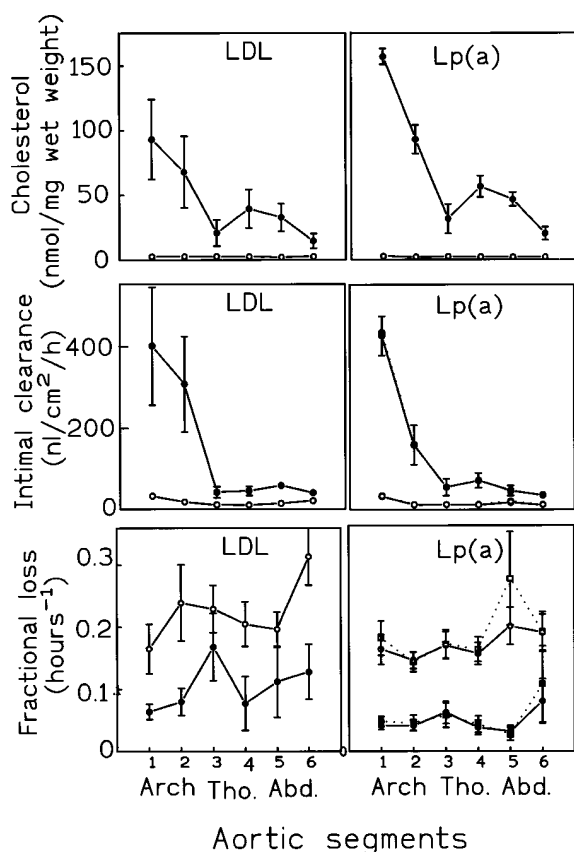 LDL
Lp(a)
Cholesterol
(nmol/mg wet weight)
150
100
50
0
LDL
Lp(a)
Intimal clearance
(nl/cm²/h)
400
200
0
LDL
Lp(a)
Fractional loss
(hours⁻¹)
0.3
0.2
0.1
0
0
1 2 3 4 5 6
1 2 3 4 5 6
Arch Tho. Abd.
Arch Tho. Abd.
Aortic segments